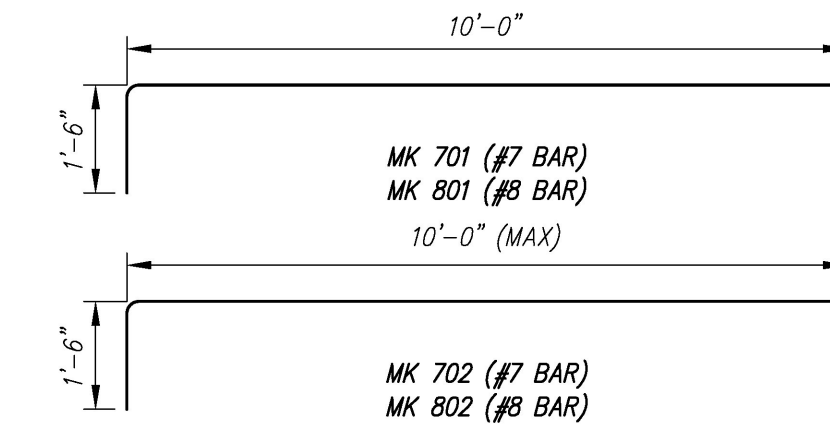 10'-0"
1'-6"
MK 701 (#7 BAR)
MK 801 (#8 BAR)
10'-0" (MAX)
1'-6"
MK 702 (#7 BAR)
MK 802 (#8 BAR)